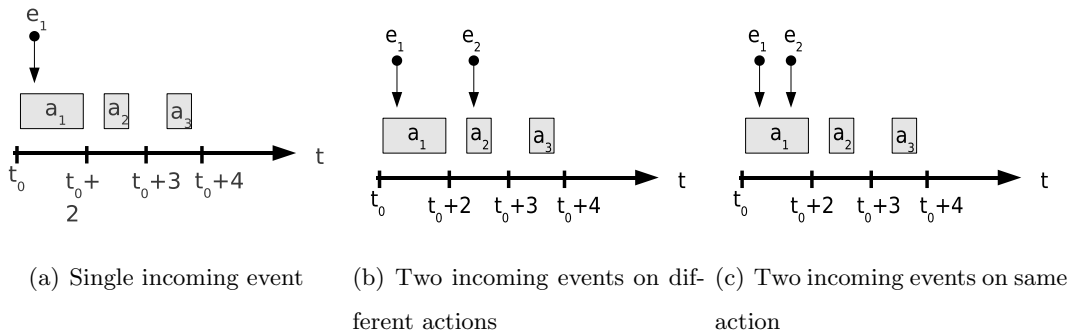 e₁
a₁ a₂ a₃
t
t₀ t₀+ t₀+3 t₀+4
2
(a) Single incoming event
e₁ e₂
a₁ a₂ a₃
t
t₀ t₀+2 t₀+3 t₀+4
(b) Two incoming events on dif-
ferent actions
e₁ e₂
a₁ a₂ a₃
t
t₀ t₀+2 t₀+3 t₀+4
(c) Two incoming events on same
action